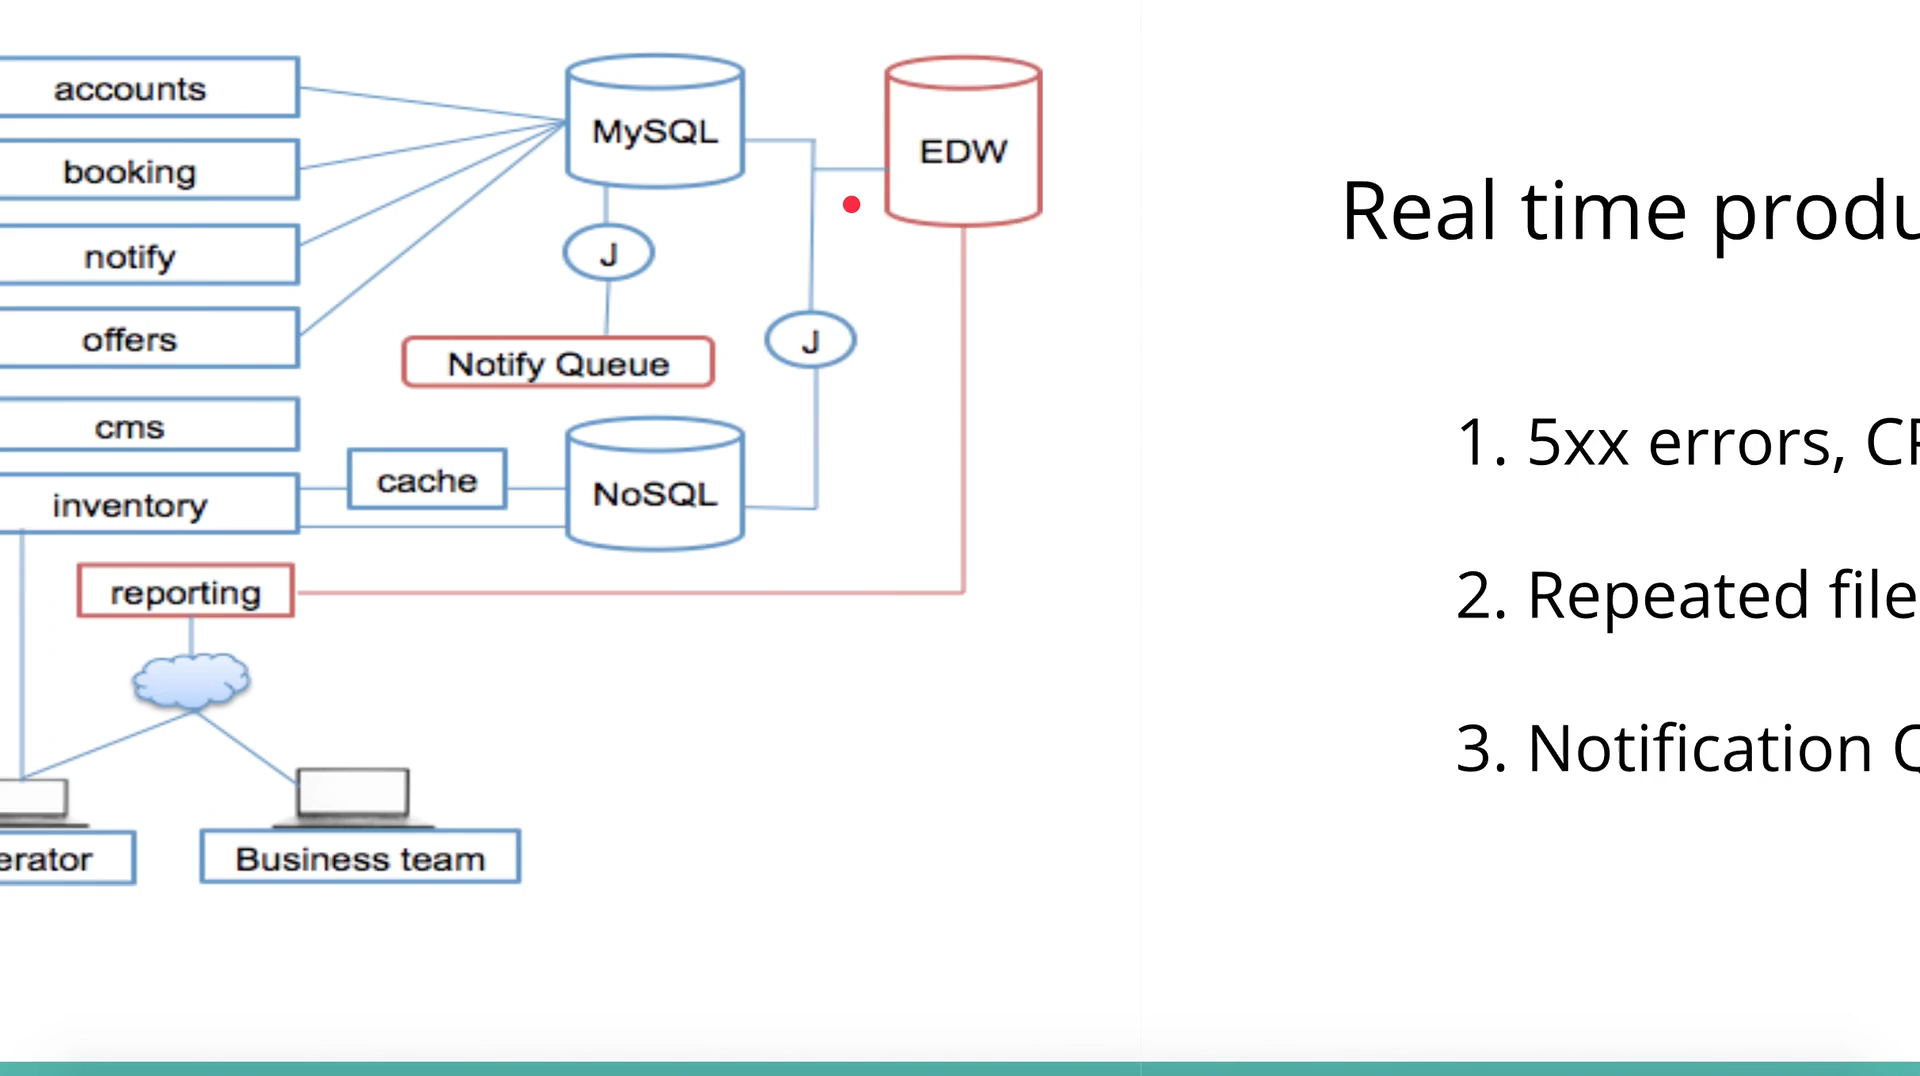 accounts
booking
notify
offers
cms
inventory
cache
reporting
MySQL
EDW
J
Notify Queue
J
NoSQL
erator
Business team
Real time produ
1. 5xx errors, CP
2. Repeated file
3. Notification Q